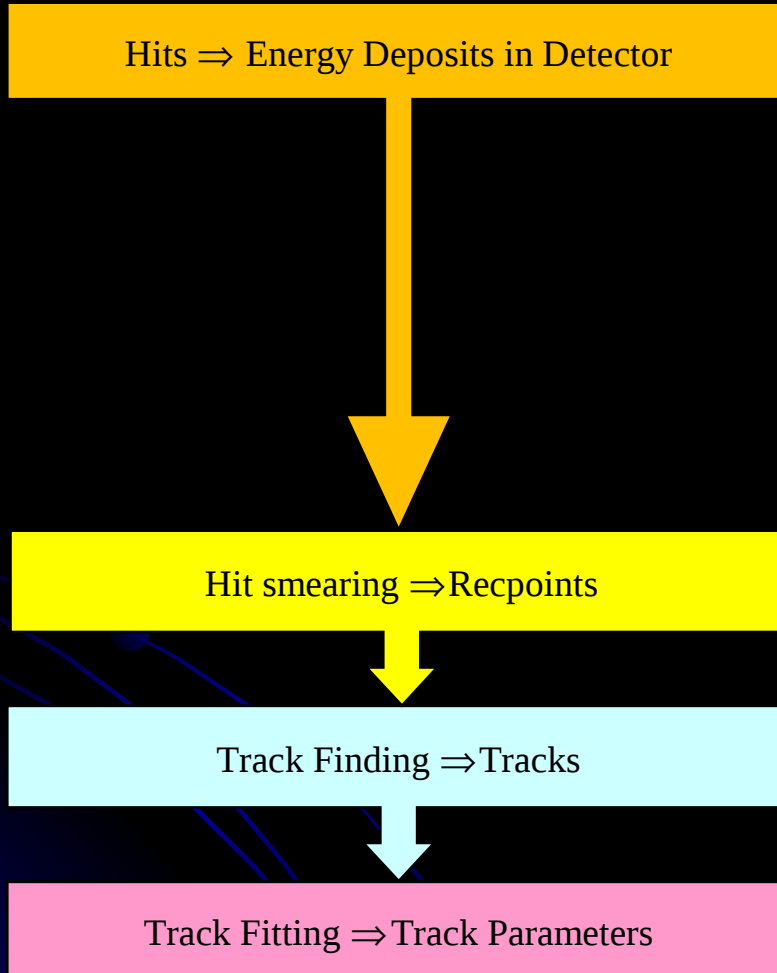 Hits ⇒ Energy Deposits in Detector
Hit smearing ⇒Recpoints
Track Finding ⇒Tracks
Track Fitting ⇒Track Parameters